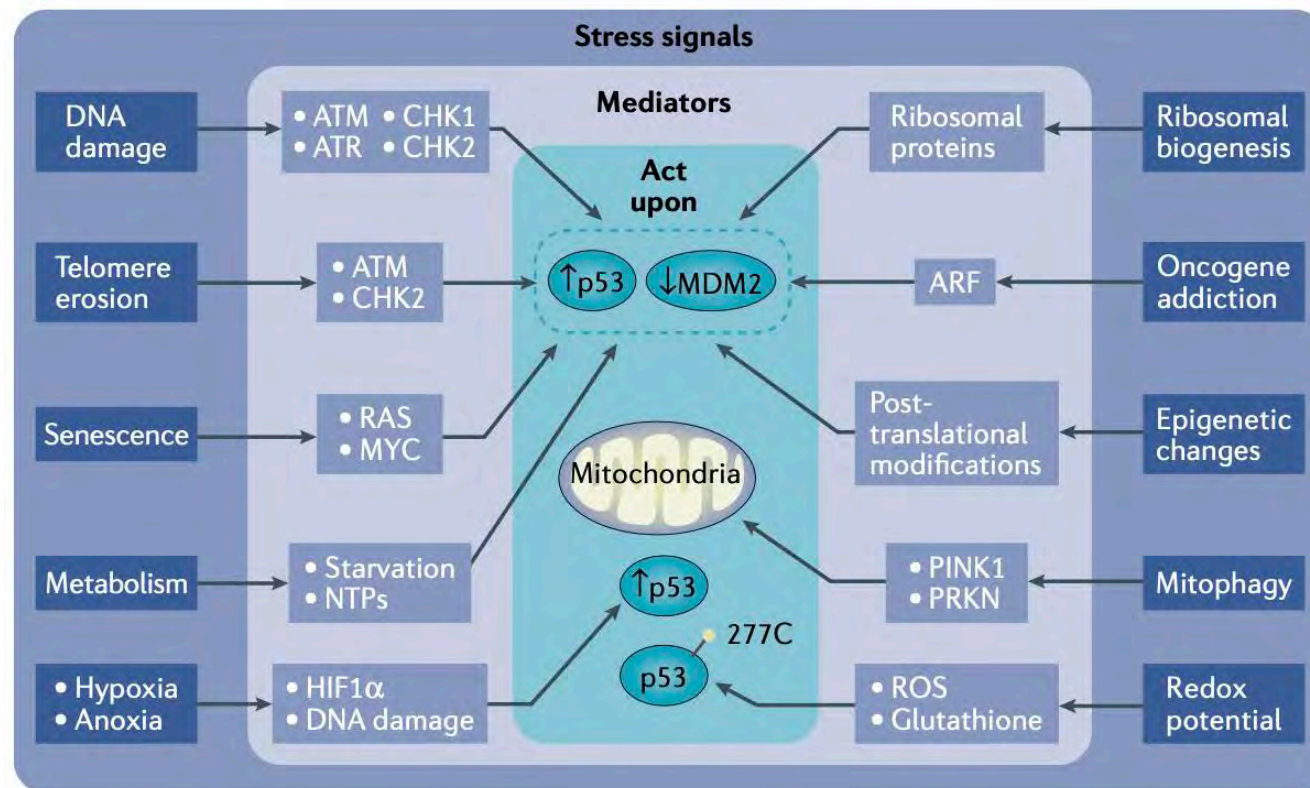 Stress signals
Mediators
Act
upon
DNA
damage
• ATM • CHK1
• ATR • CHK2
Telomere
erosion
• ATM
• CHK2
Senescence
• RAS
• MYC
Metabolism
• Starvation
• NTPs
• Hypoxia
• Anoxia
• HIF1α
• DNA damage
↑p53
↓MDM2
Mitochondria
↑p53
277C
p53
Ribosomal
proteins
Ribosomal
biogenesis
ARF
Oncogene
addiction
Post-
translational
modifications
Epigenetic
changes
• PINK1
• PRKN
Mitophagy
• ROS
• Glutathione
Redox
potential